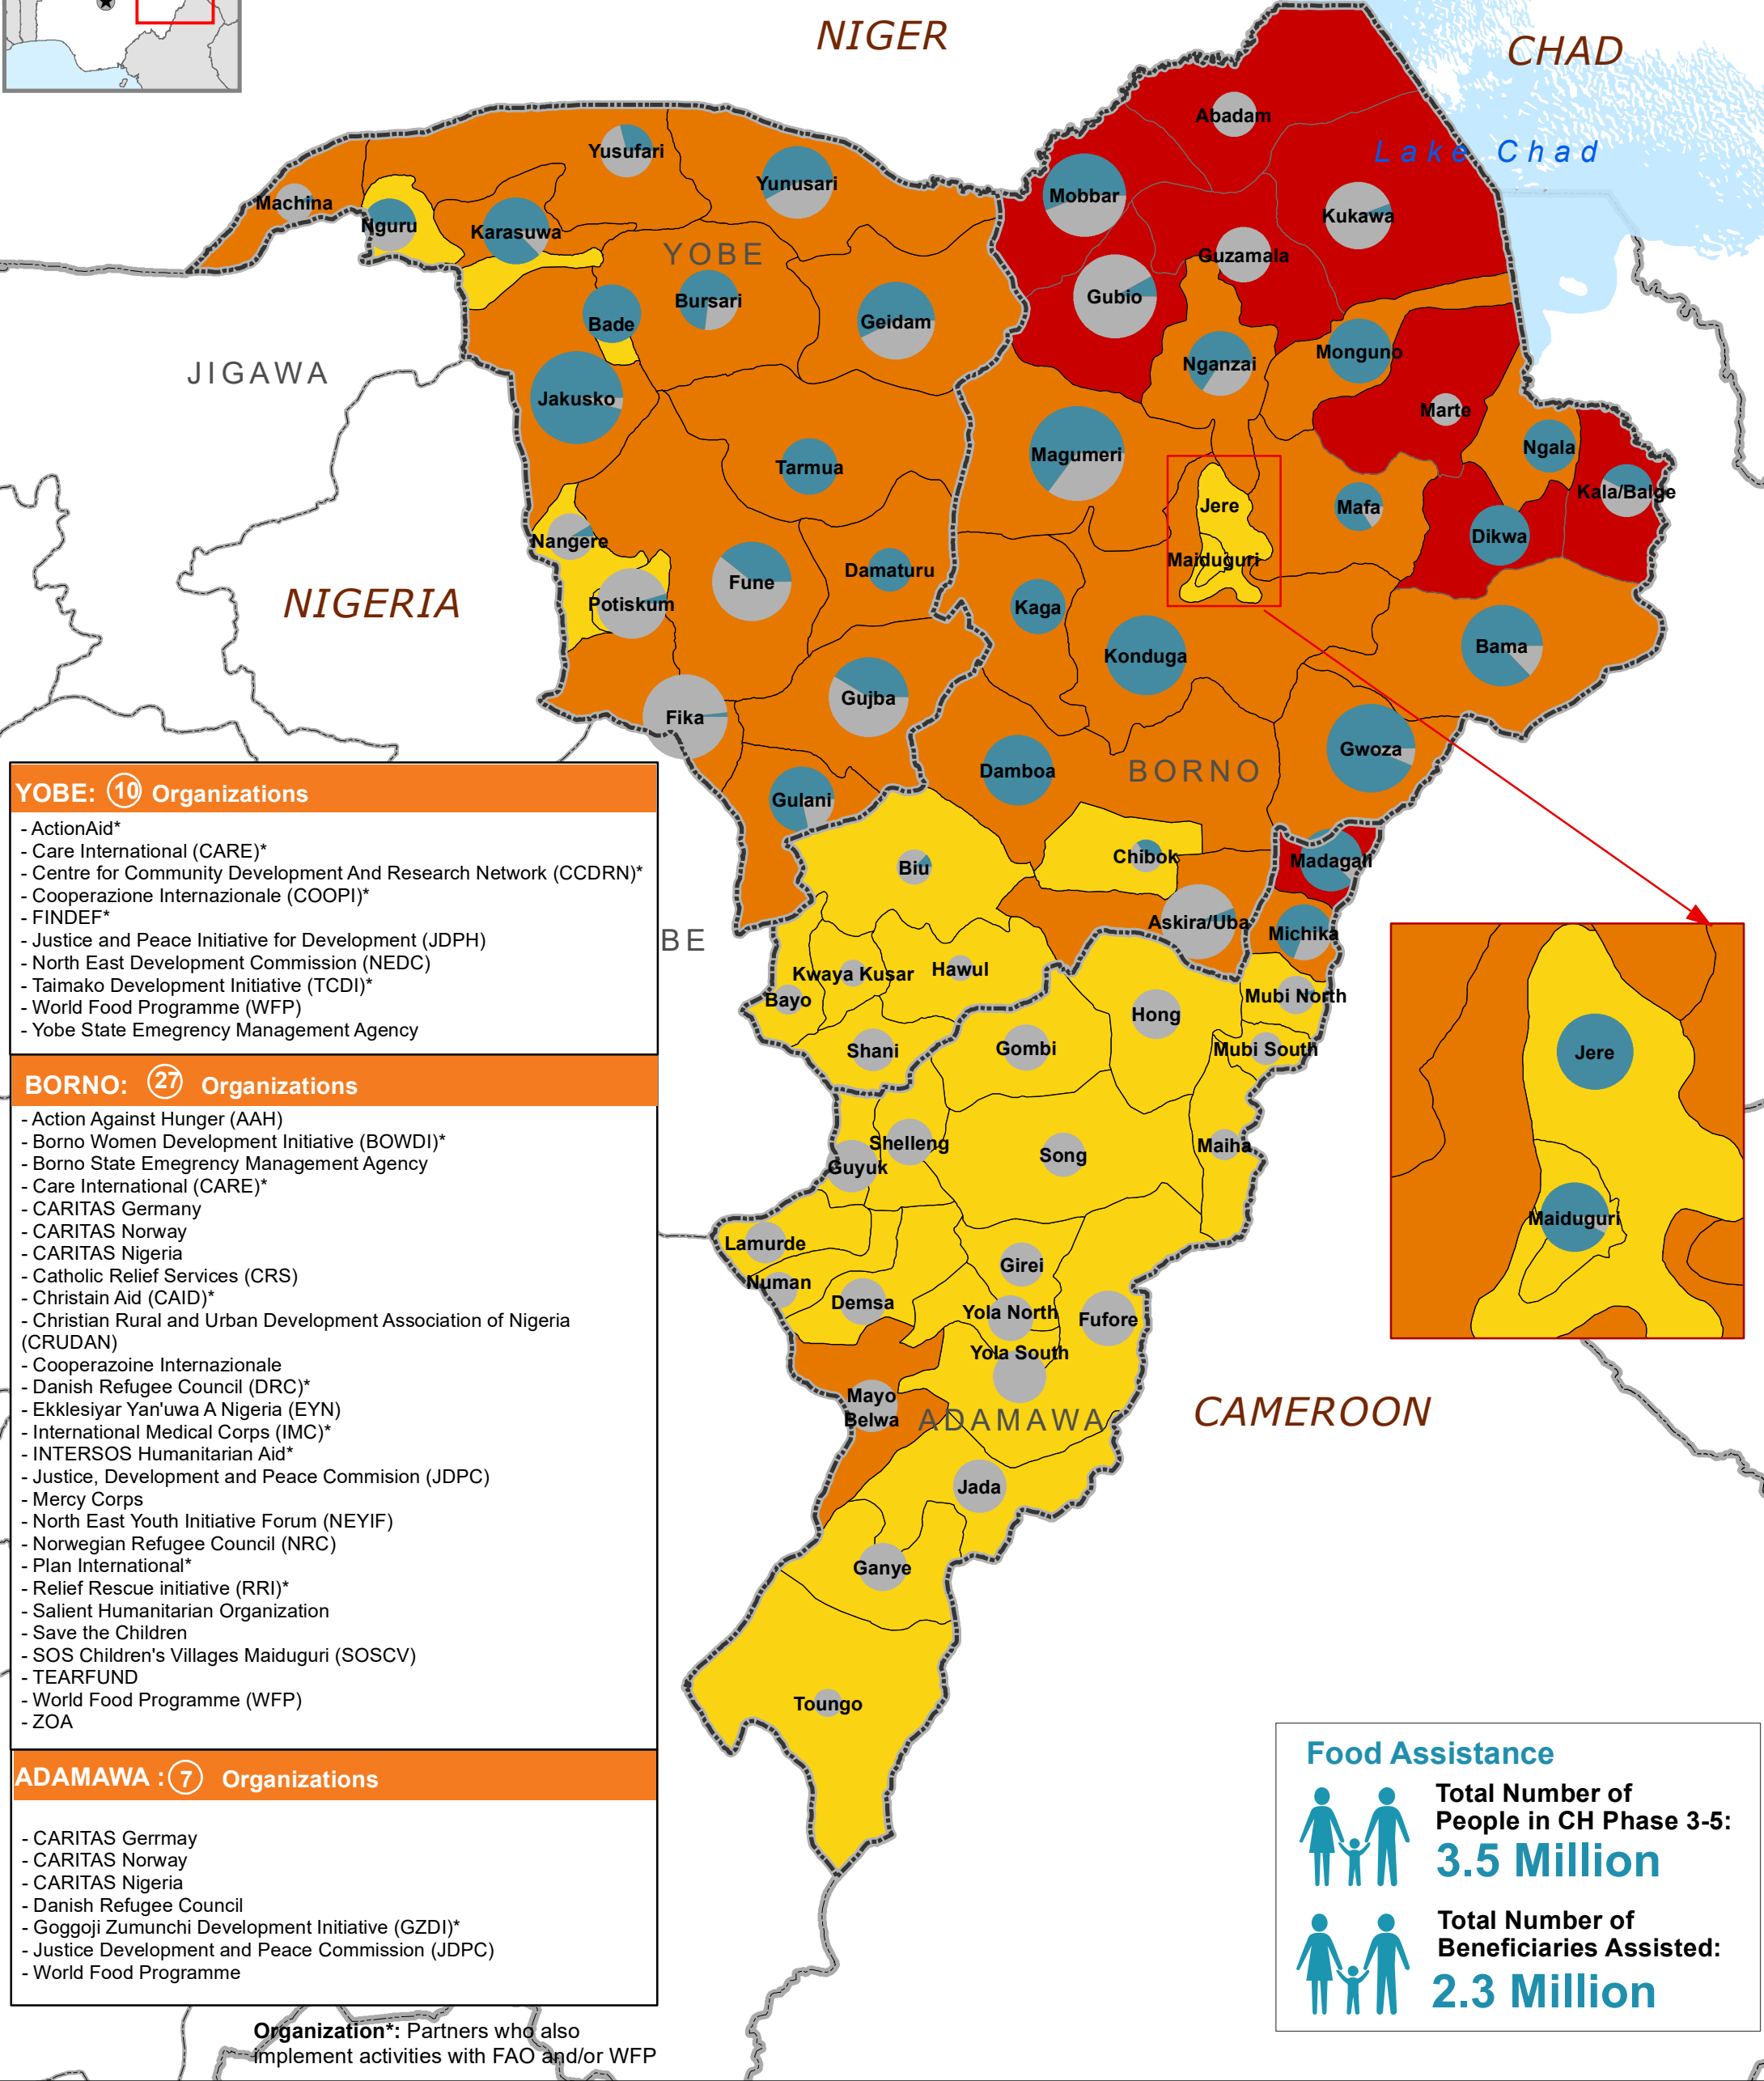 NIGER
CHAD
Abadam
Lake Chad
Yusufari
Yunusari
Mobbar
Machina
Nguru
Karasuwa
Kukawa
YOBE
Guzamala
Bursari
Gubio
Bade
Geidam
JIGAWA
Nganzai
Monguno
Jakusko
Marte
Tarmua
Magumeri
Ngala
Kala/Balge
Jere
Mafa
Nangere
Dikwa
Maiduguri
Fune
Damaturu
NIGERIA
Potiskum
Kaga
Konduga
Bama
Gujba
Fika
Gwoza
Damboa
BORNO
Gulani
Chibok
Madagali
Biu
Askira/Uba
Michika
BE
Kwaya Kusar
Hawul
Bayo
Mubi North
Hong
Shani
Gombi
Mubi South
Jere
Shelleng
Song
Maiha
Guyuk
Maiduguri
Lamurde
Girei
Numan
Demsa
Yola North
Fufore
Yola South
Mayo
Belwa
ADAMAWA
CAMEROON
Jada
Ganye
Toungo
YOBE: 10 Organizations
- ActionAid*
- Care International (CARE)*
- Centre for Community Development And Research Network (CCDRN)*
- Cooperazione Internazionale (COOPI)*
- FINDEF*
- Justice and Peace Initiative for Development (JDPH)
- North East Development Commission (NEDC)
- Taimako Development Initiative (TCDI)*
- World Food Programme (WFP)
- Yobe State Emegrency Management Agency
BORNO: 27 Organizations
- Action Against Hunger (AAH)
- Borno Women Development Initiative (BOWDI)*
- Borno State Emegrency Management Agency
- Care International (CARE)*
- CARITAS Germany
- CARITAS Norway
- CARITAS Nigeria
- Catholic Relief Services (CRS)
- Christain Aid (CAID)*
- Christian Rural and Urban Development Association of Nigeria
(CRUDAN)
- Cooperazoine Internazionale
- Danish Refugee Council (DRC)*
- Ekklesiyar Yan'uwa A Nigeria (EYN)
- International Medical Corps (IMC)*
- INTERSOS Humanitarian Aid*
- Justice, Development and Peace Commision (JDPC)
- Mercy Corps
- North East Youth Initiative Forum (NEYIF)
- Norwegian Refugee Council (NRC)
- Plan International*
- Relief Rescue initiative (RRI)*
- Salient Humanitarian Organization
- Save the Children
- SOS Children's Villages Maiduguri (SOSCV)
- TEARFUND
- World Food Programme (WFP)
- ZOA
ADAMAWA : 7 Organizations
- CARITAS Gerrmay
- CARITAS Norway
- CARITAS Nigeria
- Danish Refugee Council
- Goggoji Zumunchi Development Initiative (GZDI)*
- Justice Development and Peace Commission (JDPC)
- World Food Programme
Organization*: Partners who also
implement activities with FAO and/or WFP
Food Assistance
Total Number of
People in CH Phase 3-5:
3.5 Million
Total Number of
Beneficiaries Assisted:
2.3 Million